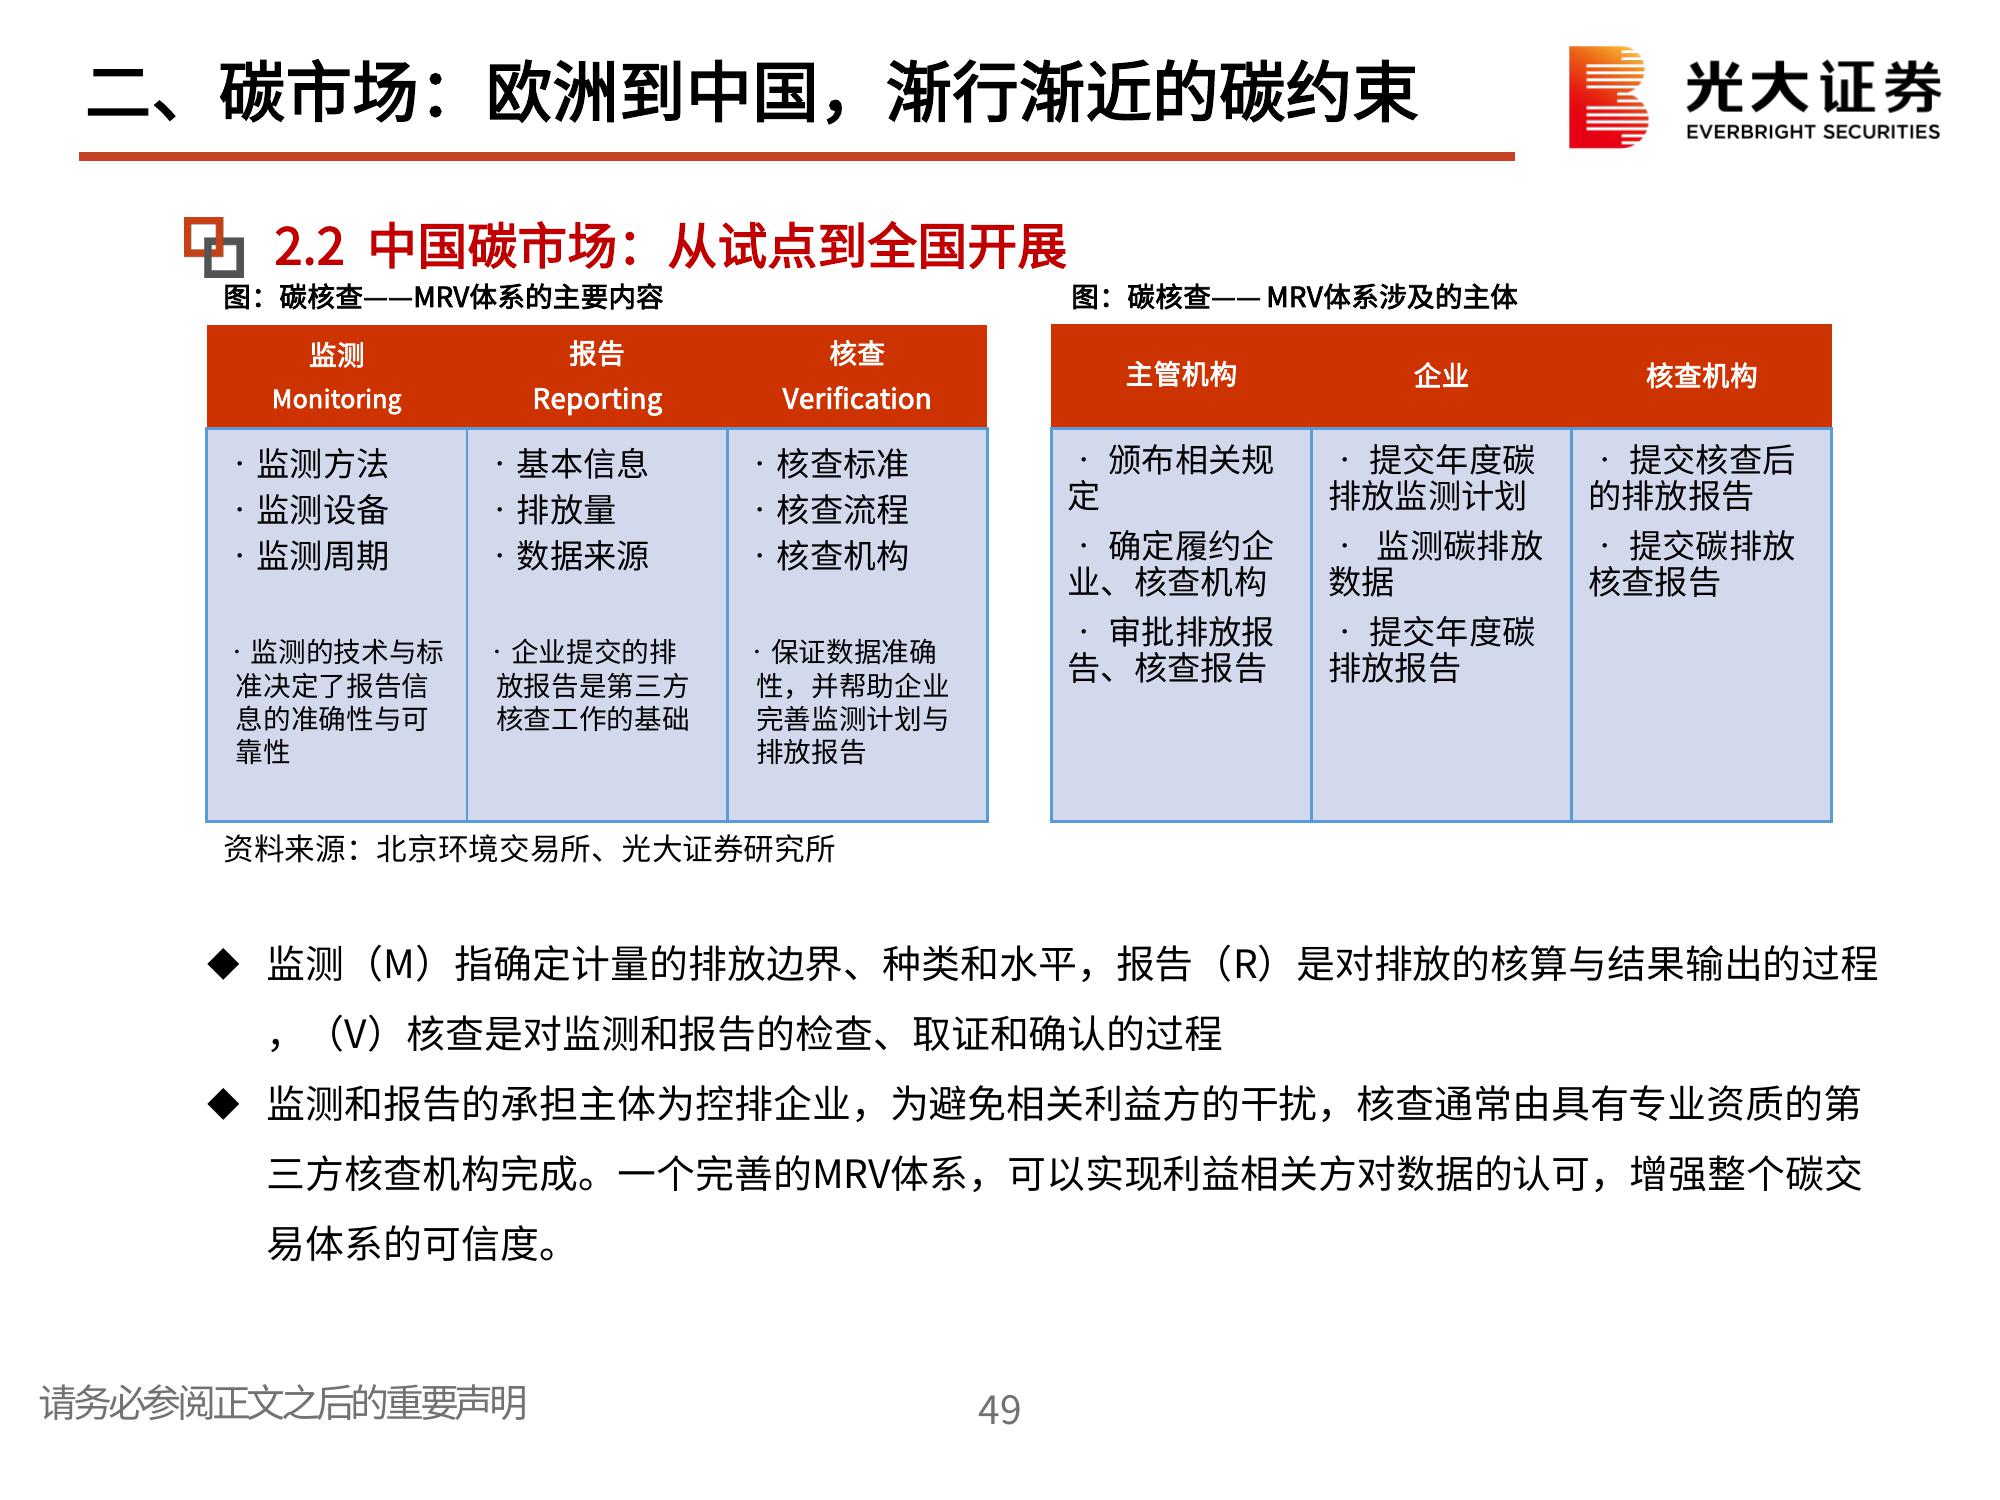 二、碳市场：欧洲到中国，渐行渐近的碳约束
光大证券
EVERBRIGHT SECURITIES
2.2 中国碳市场：从试点到全国开展
图：碳核查——MRV体系的主要内容
监测
Monitoring
报告
Reporting
核查
Verification
· 监测方法
· 监测设备
· 监测周期
· 监测的技术与标
准决定了报告信
息的准确性与可
靠性
· 基本信息
· 排放量
· 数据来源
· 企业提交的排
放报告是第三方
核查工作的基础
· 核查标准
· 核查流程
· 核查机构
· 保证数据准确
性，并帮助企业
完善监测计划与
排放报告
图：碳核查—— MRV体系涉及的主体
主管机构
企业
核查机构
· 颁布相关规
定
· 确定履约企
业、核查机构
· 审批排放报
告、核查报告
· 提交年度碳
排放监测计划
· 监测碳排放
数据
· 提交年度碳
排放报告
· 提交核查后
的排放报告
· 提交碳排放
核查报告
资料来源：北京环境交易所、光大证券研究所
◆ 监测（M）指确定计量的排放边界、种类和水平，报告（R）是对排放的核算与结果输出的过程
，（V）核查是对监测和报告的检查、取证和确认的过程
◆ 监测和报告的承担主体为控排企业，为避免相关利益方的干扰，核查通常由具有专业资质的第
三方核查机构完成。一个完善的MRV体系，可以实现利益相关方对数据的认可，增强整个碳交
易体系的可信度。
请务必参阅正文之后的重要声明
49